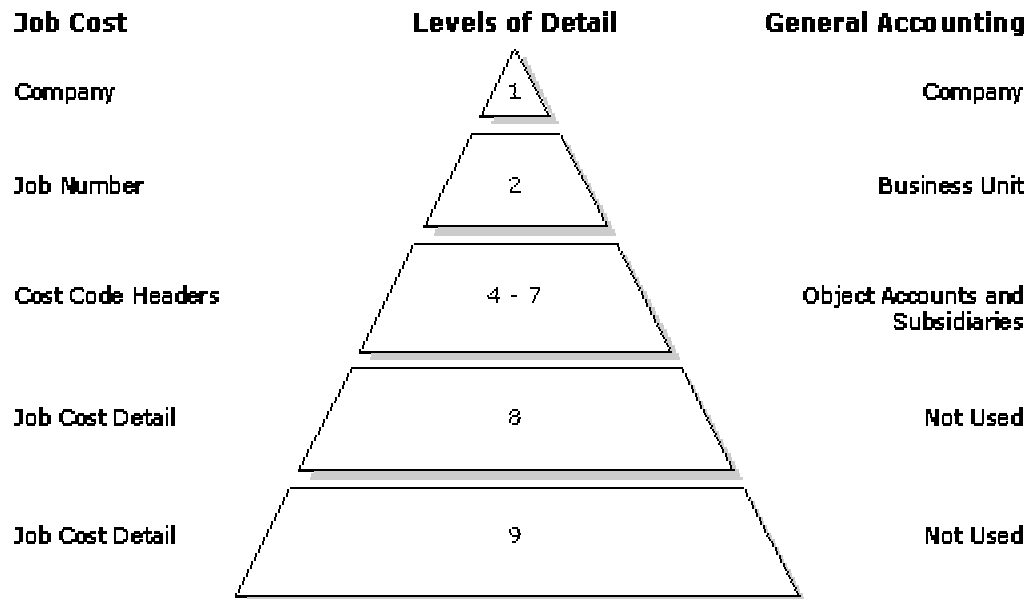 Job Cost
Levels of Detail
General Accounting
Company
1
Company
Job Number
2
Business Unit
Cost Code Headers
4 - 7
Object Accounts and
Subsidiaries
Job Cost Detail
8
Not Used
Job Cost Detail
9
Not Used